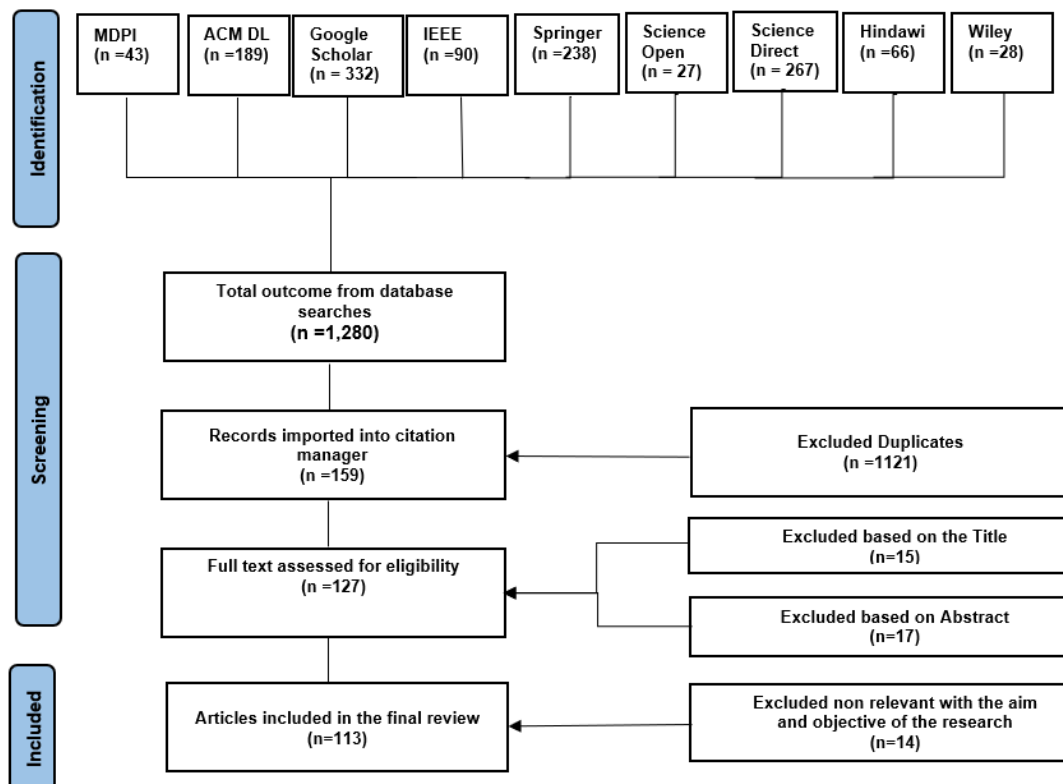 Identification
MDPI
(n =43)
ACM DL
(n =189)
Google
Scholar
(n = 332)
IEEE
(n =90)
Springer
(n =238)
Science
Open
(n = 27)
Science
Direct
(n = 267)
Hindawi
(n =66)
Wiley
(n =28)
Screening
Total outcome from database
searches
(n =1,280)
Records imported into citation
manager
(n =159)
Excluded Duplicates
(n =1121)
Full text assessed for eligibility
(n =127)
Excluded based on the Title
(n=15)
Excluded based on Abstract
(n=17)
Included
Articles included in the final review
(n=113)
Excluded non relevant with the aim
and objective of the research
(n=14)